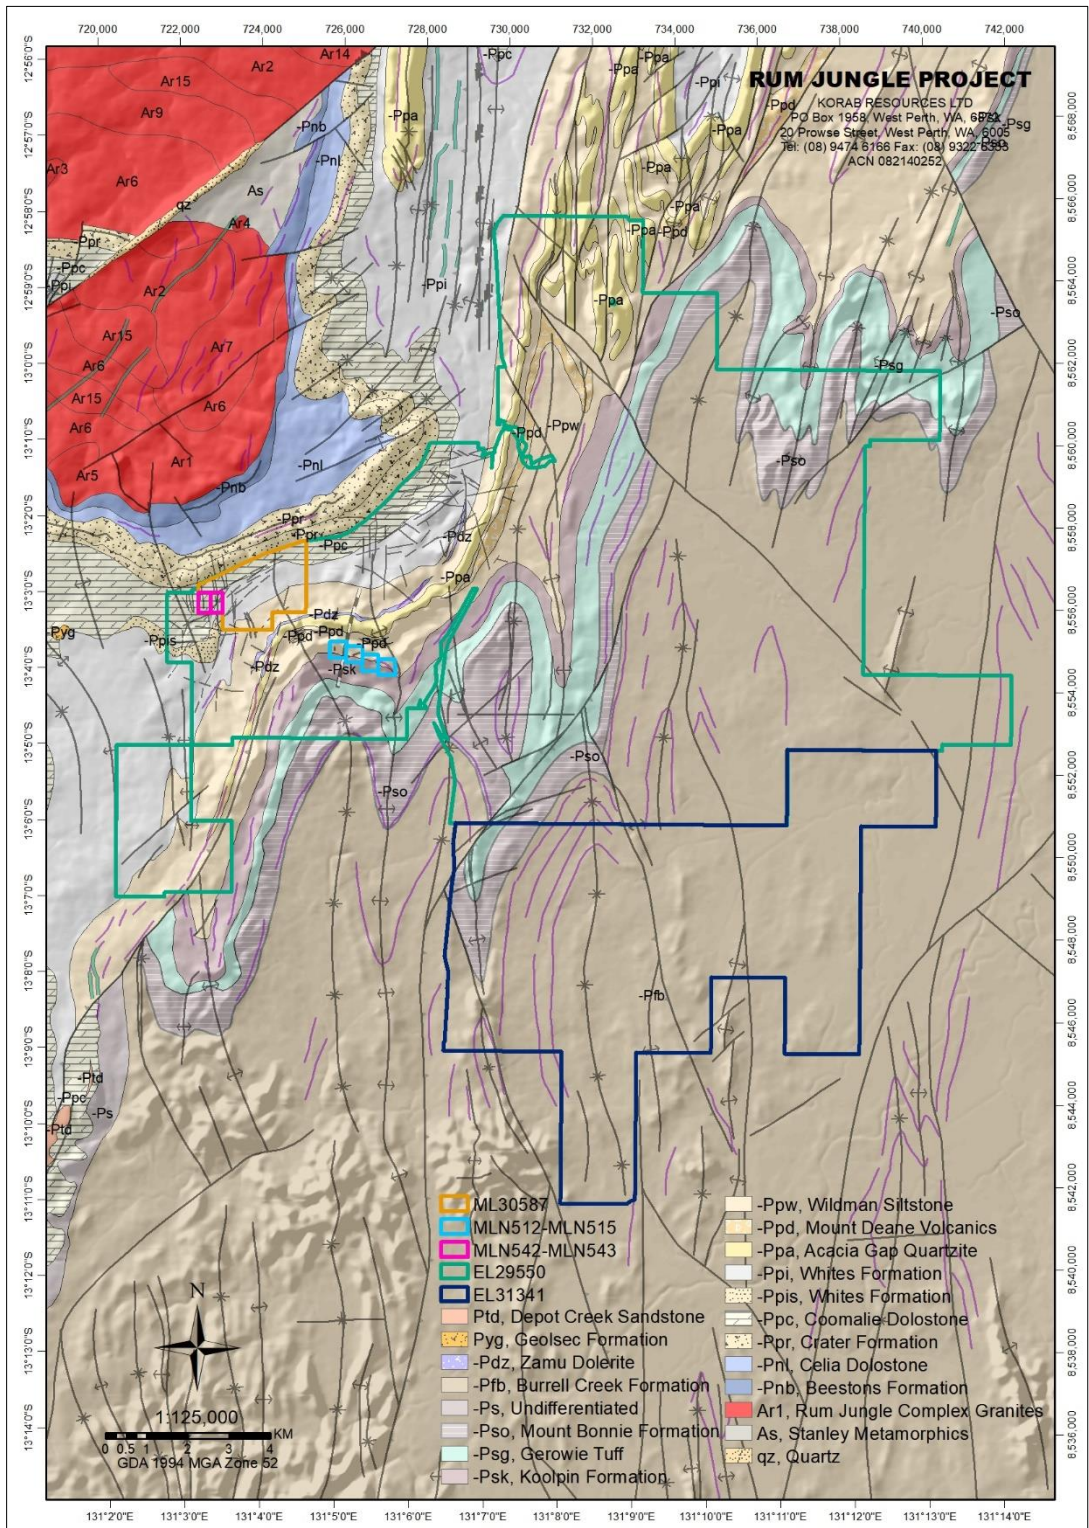 720,000 722,000 724,000 726,000 728,000 730,000 732,000 734,000 736,000 738,000 740,000 742,000
RUM JUNGLE PROJECT
KORAB RESOURCES LTD
PO Box 1958, West Perth, WA, 6872
20 Prowse Street, West Perth, WA, 6005
Tel: (08) 9474 6166 Fax: (08) 9322
ACN 082140252
12°56'0"S
12°57'0"S
12°58'0"S
12°59'0"S
13°0'0"S
13°1'0"S
13°2'0"S
13°3'0"S
13°4'0"S
13°5'0"S
13°6'0"S
13°7'0"S
13°8'0"S
13°9'0"S
13°10'0"S
13°11'0"S
13°12'0"S
13°13'0"S
13°14'0"S
8,568,000
8,566,000
8,564,000
8,562,000
8,560,000
8,558,000
8,556,000
8,554,000
8,552,000
8,550,000
8,548,000
8,546,000
8,544,000
8,542,000
8,540,000
8,538,000
8,536,000
Ar14
Ar2
Ar15
Ar9
Ar3
Ar6
-Pnb
-Pnl
As
qz
Ar4
-Ppr
-Ppc
-Ppi
Ar2
Ar15
Ar7
Ar6
Ar15
Ar6
Ar6
Ar5
Ar1
-Pnb
-Pnl
-Ppc
-Ppa
-Ppa
-Ppa
-Ppi
-Ppd
-Ppa
-Psg
-Ppa
-Ppa
-Ppa
-Ppd
-Ppi
-Ppa
-Pso
-Psg
-Ppd
-Ppw
-Pso
-Ppr
-Ppr
-Ppc
-Pdz
-Ppa
-Pdz
-Pyg
-Ppis
-Ppd
-Ppd
-Ppd
-Pdz
-Psk
-Pso
-Pso
-Pfb
-Ptd
-Ppc
-Ps
-Ptd
N
1:125,000
0 0.5 1 2 3 4 KM
GDA 1994 MGA Zone 52
ML30587
MLN512-MLN515
MLN542-MLN543
EL29550
EL31341
Ptd, Depot Creek Sandstone
Pyg, Geolsec Formation
-Pdz, Zamu Dolerite
-Pfb, Burrell Creek Formation
-Ps, Undifferentiated
-Pso, Mount Bonnie Formation
-Psg, Gerowie Tuff
-Psk, Koolpin Formation
-Ppw, Wildman Siltstone
-Ppd, Mount Deane Volcanics
-Ppa, Acacia Gap Quartzite
-Ppi, Whites Formation
-Ppis, Whites Formation
-Ppc, Coomalie Dolostone
-Ppr, Crater Formation
-Pnl, Celia Dolostone
-Pnb, Beestons Formation
Ar1, Rum Jungle Complex Granites
As, Stanley Metamorphics
qz, Quartz
131°2'0"E 131°3'0"E 131°4'0"E 131°5'0"E 131°6'0"E 131°7'0"E 131°8'0"E 131°9'0"E 131°10'0"E 131°11'0"E 131°12'0"E 131°13'0"E 131°14'0"E